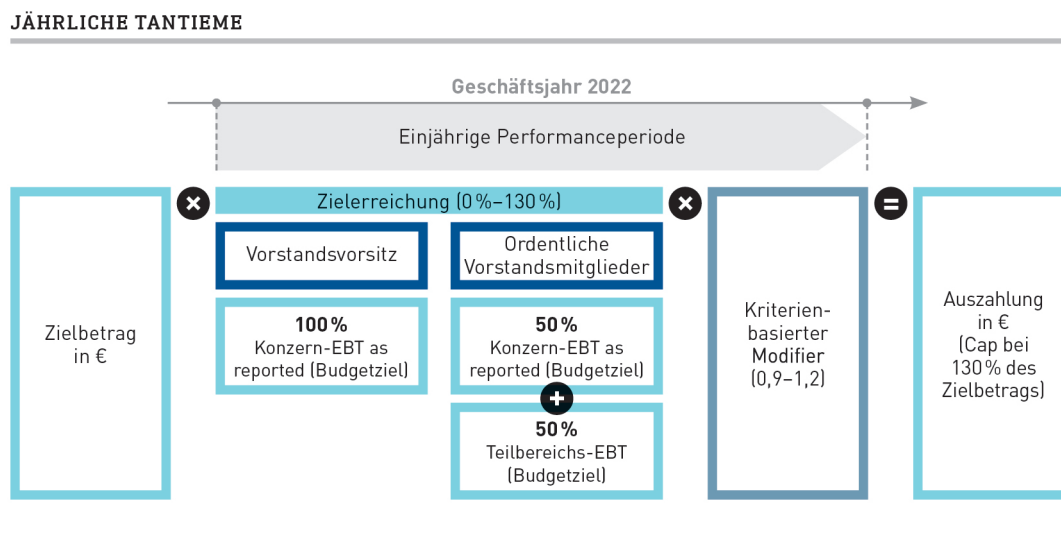 JÄHRLICHE TANTIEME
Geschäftsjahr 2022
Einjährige Performanceperiode
Zielbetrag
in €
×
Zielerreichung (0 %–130 %)
Vorstandsvorsitz
100 %
Konzern-EBT as
reported (Budgetziel)
Ordentliche
Vorstandsmitglieder
50 %
Konzern-EBT as
reported (Budgetziel)
+
50 %
Teilbereichs-EBT
(Budgetziel)
×
Kriterien-
basierter
Modifier
(0,9–1,2)
=
Auszahlung
in €
(Cap bei
130 % des
Zielbetrags)